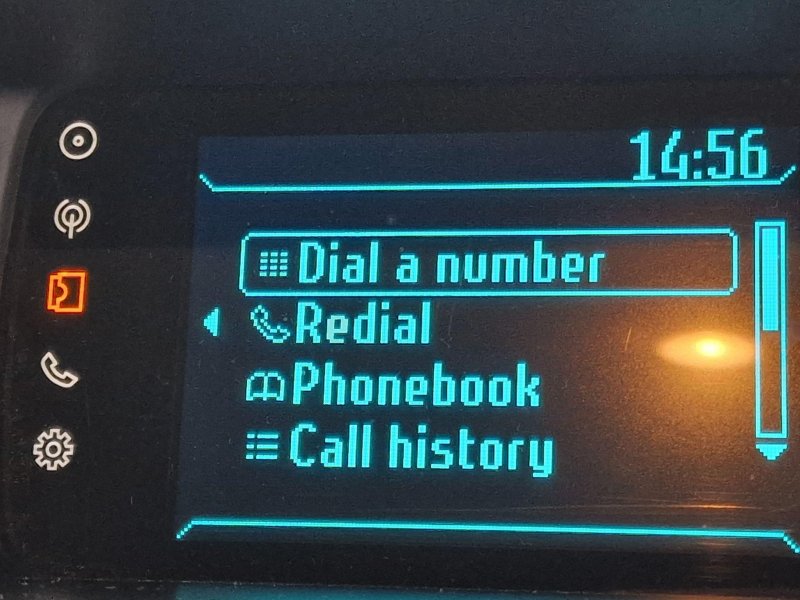 14:56
Dial a number
Redial
Phonebook
Call history